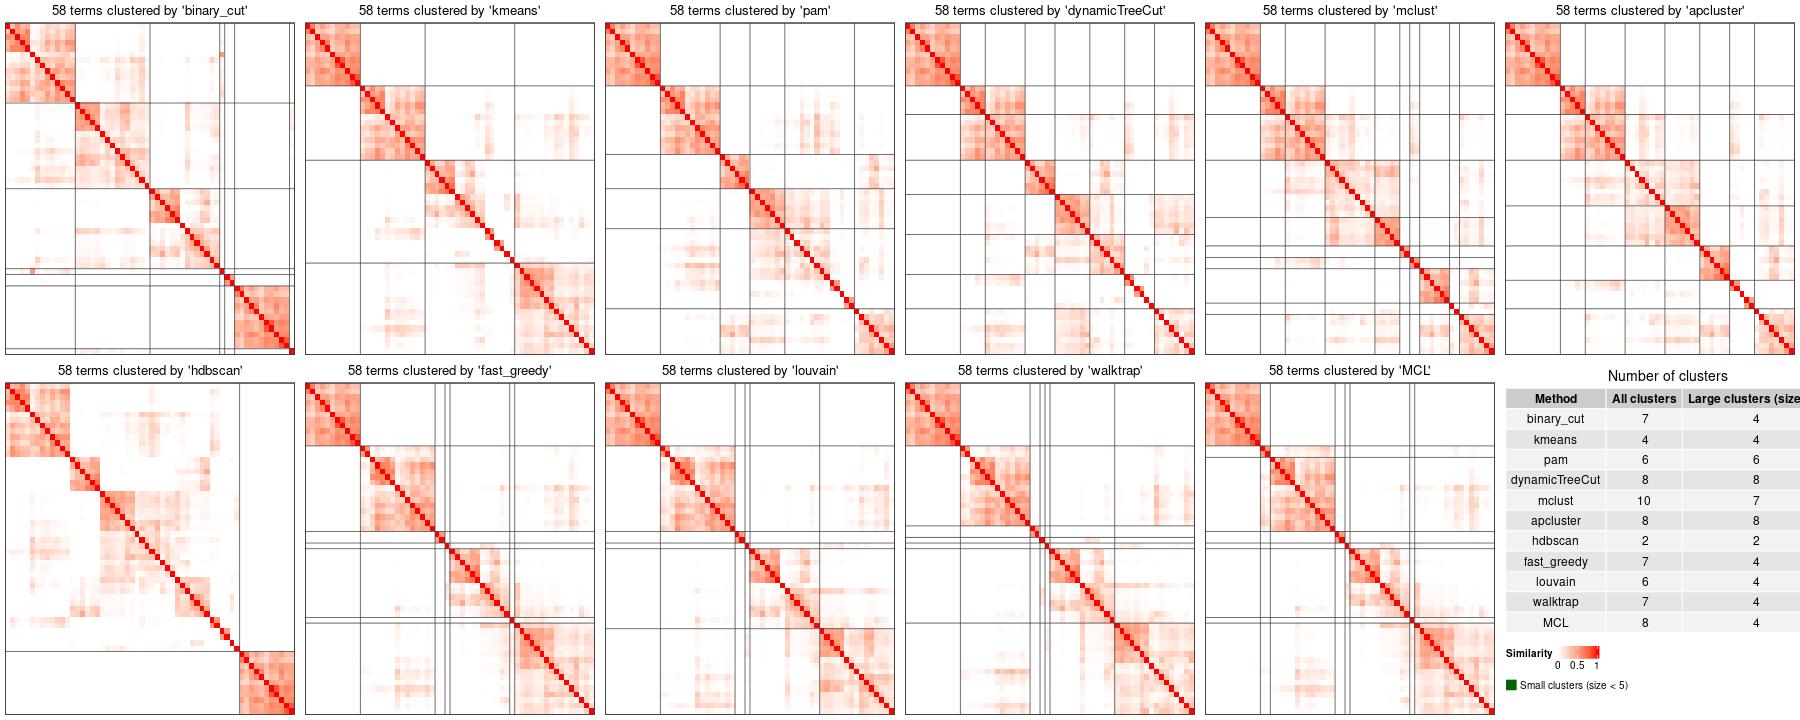 58 terms clustered by 'binary_cut'
58 terms clustered by 'kmeans'
58 terms clustered by 'pam'
58 terms clustered by 'dynamicTreeCut'
58 terms clustered by 'mclust'
58 terms clustered by 'apcluster'
58 terms clustered by 'hdbscan'
58 terms clustered by 'fast_greedy'
58 terms clustered by 'louvain'
58 terms clustered by 'walktrap'
58 terms clustered by 'MCL'
Number of clusters
Method All clusters Large clusters (size
binary_cut 7 4
kmeans 4 4
pam 6 6
dynamicTreeCut 8 8
mclust 10 7
apcluster 8 8
hdbscan 2 2
fast_greedy 7 4
louvain 6 4
walktrap 7 4
MCL 8 4
Similarity
0 0.5 1
Small clusters (size < 5)